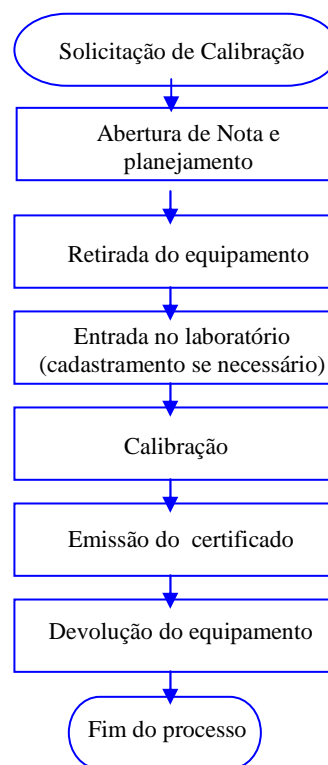 Solicitação de Calibração
Abertura de Nota e
planejamento
Retirada do equipamento
Entrada no laboratório
(cadastramento se necessário)
Calibração
Emissão do  certificado
Devolução do equipamento
Fim do processo